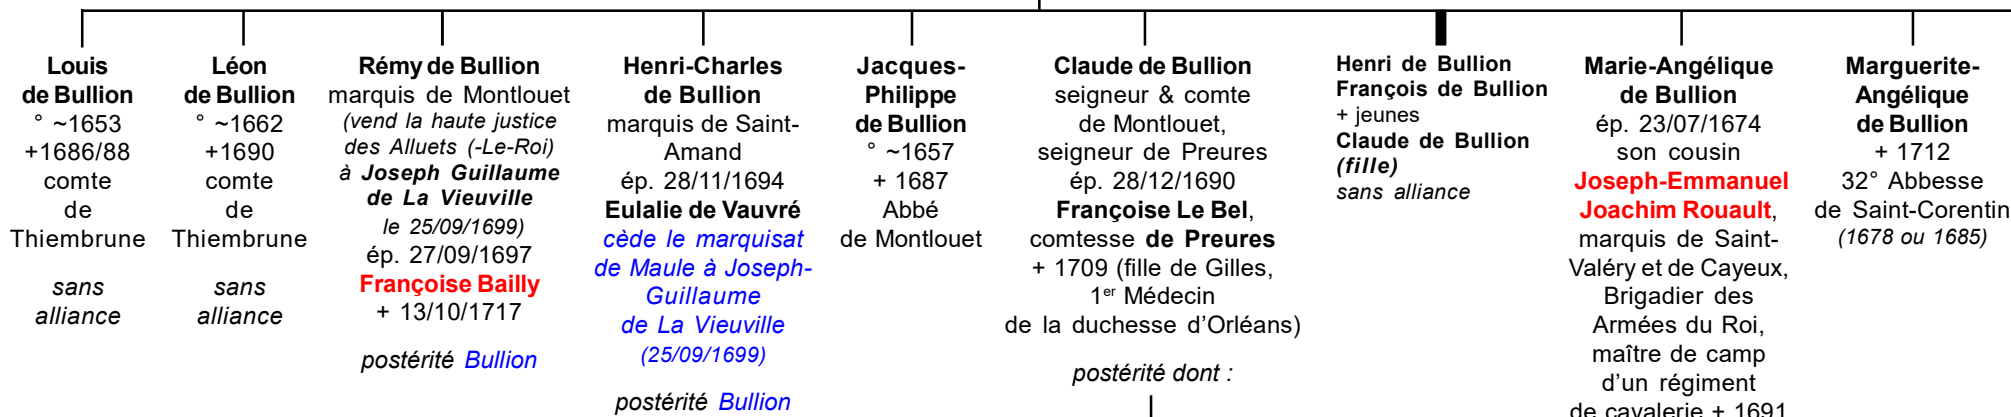 Louis
de Bullion
° ~1653
+1686/88
comte
de
Thiembrune
sans
alliance
Léon
de Bullion
° ~1662
+1690
comte
de
Thiembrune
sans
alliance
Rémy de Bullion
marquis de Montlouet
(vend la haute justice
des Alluets (-Le-Roi)
à Joseph Guillaume
de La Vieuville
le 25/09/1699)
ép. 27/09/1697
Françoise Bailly
+ 13/10/1717
postérité Bullion
Henri-Charles
de Bullion
marquis de Saint-
Amand
ép. 28/11/1694
Eulalie de Vauvré
cède le marquisat
de Maule à Joseph-
Guillaume
de La Vieuville
(25/09/1699)
postérité Bullion
Jacques-
Philippe
de Bullion
° ~1657
+ 1687
Abbé
de Montlouet
Claude de Bullion
seigneur & comte
de Montlouet,
seigneur de Preures
ép. 28/12/1690
Françoise Le Bel,
comtesse de Preures
+ 1709 (fille de Gilles,
1er Médecin
de la duchesse d'Orléans)
postérité dont :
Henri de Bullion
François de Bullion
+ jeunes
Claude de Bullion
(fille)
sans alliance
Marie-Angélique
de Bullion
ép. 23/07/1674
son cousin
Joseph-Emmanuel
Joachim Rouault,
marquis de Saint-
Valéry et de Cayeux,
Brigadier des
Armées du Roi,
maître de camp
d'un régiment
de cavalerie + 1691
Marguerite-
Angélique
de Bullion
+ 1712
32° Abbesse
de Saint-Corentin
(1678 ou 1685)